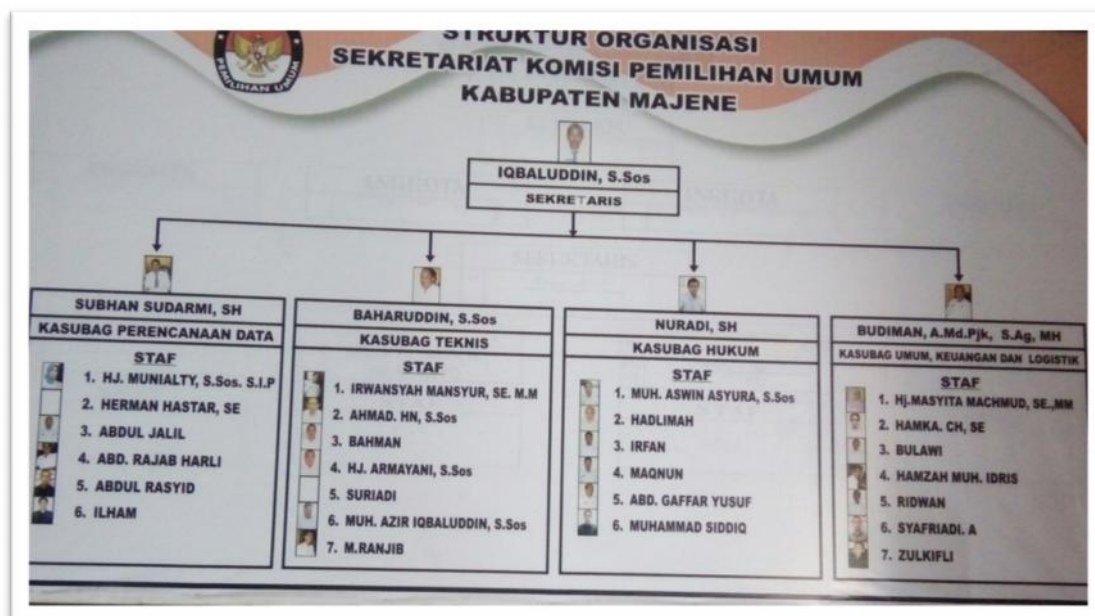 PEMILIHAN UMUM
STRUKTUR ORGANISASI
SEKRETARIAT KOMISI PEMILIHAN UMUM
KABUPATEN MAJENE
IQBALUDDIN, S.Sos
SEKRETARIS
SUBHAN SUDARMI, SH
KASUBAG PERENCANAAN DATA
STAF
1. HJ. MUNIALTY, S.Sos. S.I.P
2. HERMAN HASTAR, SE
3. ABDUL JALIL
4. ABD. RAJAB HARLI
5. ABDUL RASYID
6. ILHAM
BAHARUDDIN, S.Sos
KASUBAG TEKNIS
STAF
1. IRWANSYAH MANSYUR, SE. M.M
2. AHMAD. HN, S.Sos
3. BAHMAN
4. HJ. ARMAYANI, S.Sos
5. SURIADI
6. MUH. AZIR IQBALUDDIN, S.Sos
7. M.RANJIB
NURADI, SH
KASUBAG HUKUM
STAF
1. MUH. ASWIN ASYURA, S.Sos
2. HADLIMAH
3. IRFAN
4. MAQNUN
5. ABD. GAFFAR YUSUF
6. MUHAMMAD SIDDIQ
BUDIMAN, A.Md.Pjk, S.Ag, MH
KASUBAG UMUM, KEUANGAN DAN LOGISTIK
STAF
1. Hj.MASYITA MACHMUD, SE.,MM
2. HAMKA. CH, SE
3. BULAWI
4. HAMZAH MUH. IDRIS
5. RIDWAN
6. SYAFRIADI. A
7. ZULKIFLI
ANGGOTA
ANGGOTA
SEKRETARIS